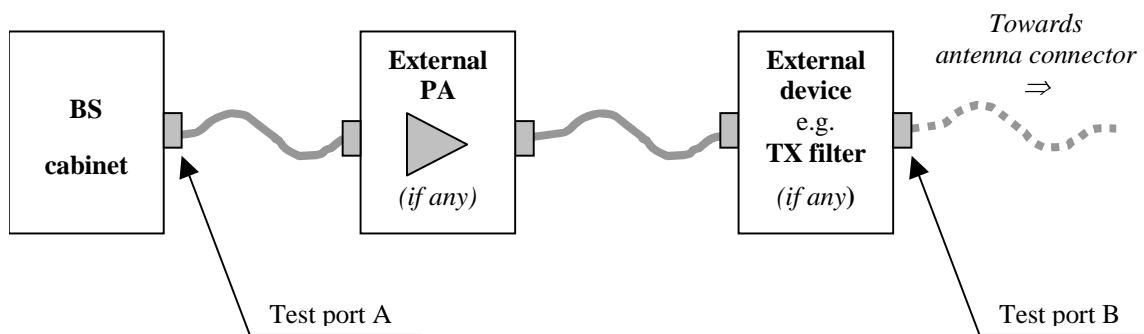 BS
cabinet
External
PA
(if any)
External
device
e.g.
TX filter
(if any)
Towards
antenna connector
⇒
Test port A
Test port B